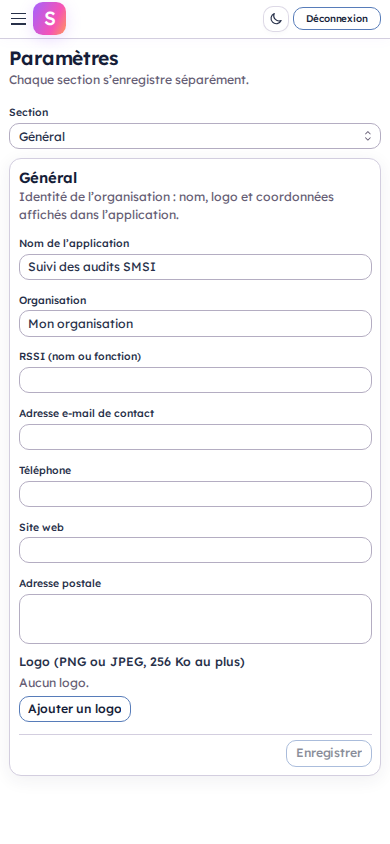 S
Déconnexion
Paramètres
Chaque section s’enregistre séparément.
Section
Général
Général
Identité de l’organisation : nom, logo et coordonnées
affichés dans l’application.
Nom de l’application
Suivi des audits SMSI
Organisation
Mon organisation
RSSI (nom ou fonction)
Adresse e-mail de contact
Téléphone
Site web
Adresse postale
Logo (PNG ou JPEG, 256 Ko au plus)
Aucun logo.
Ajouter un logo
Enregistrer